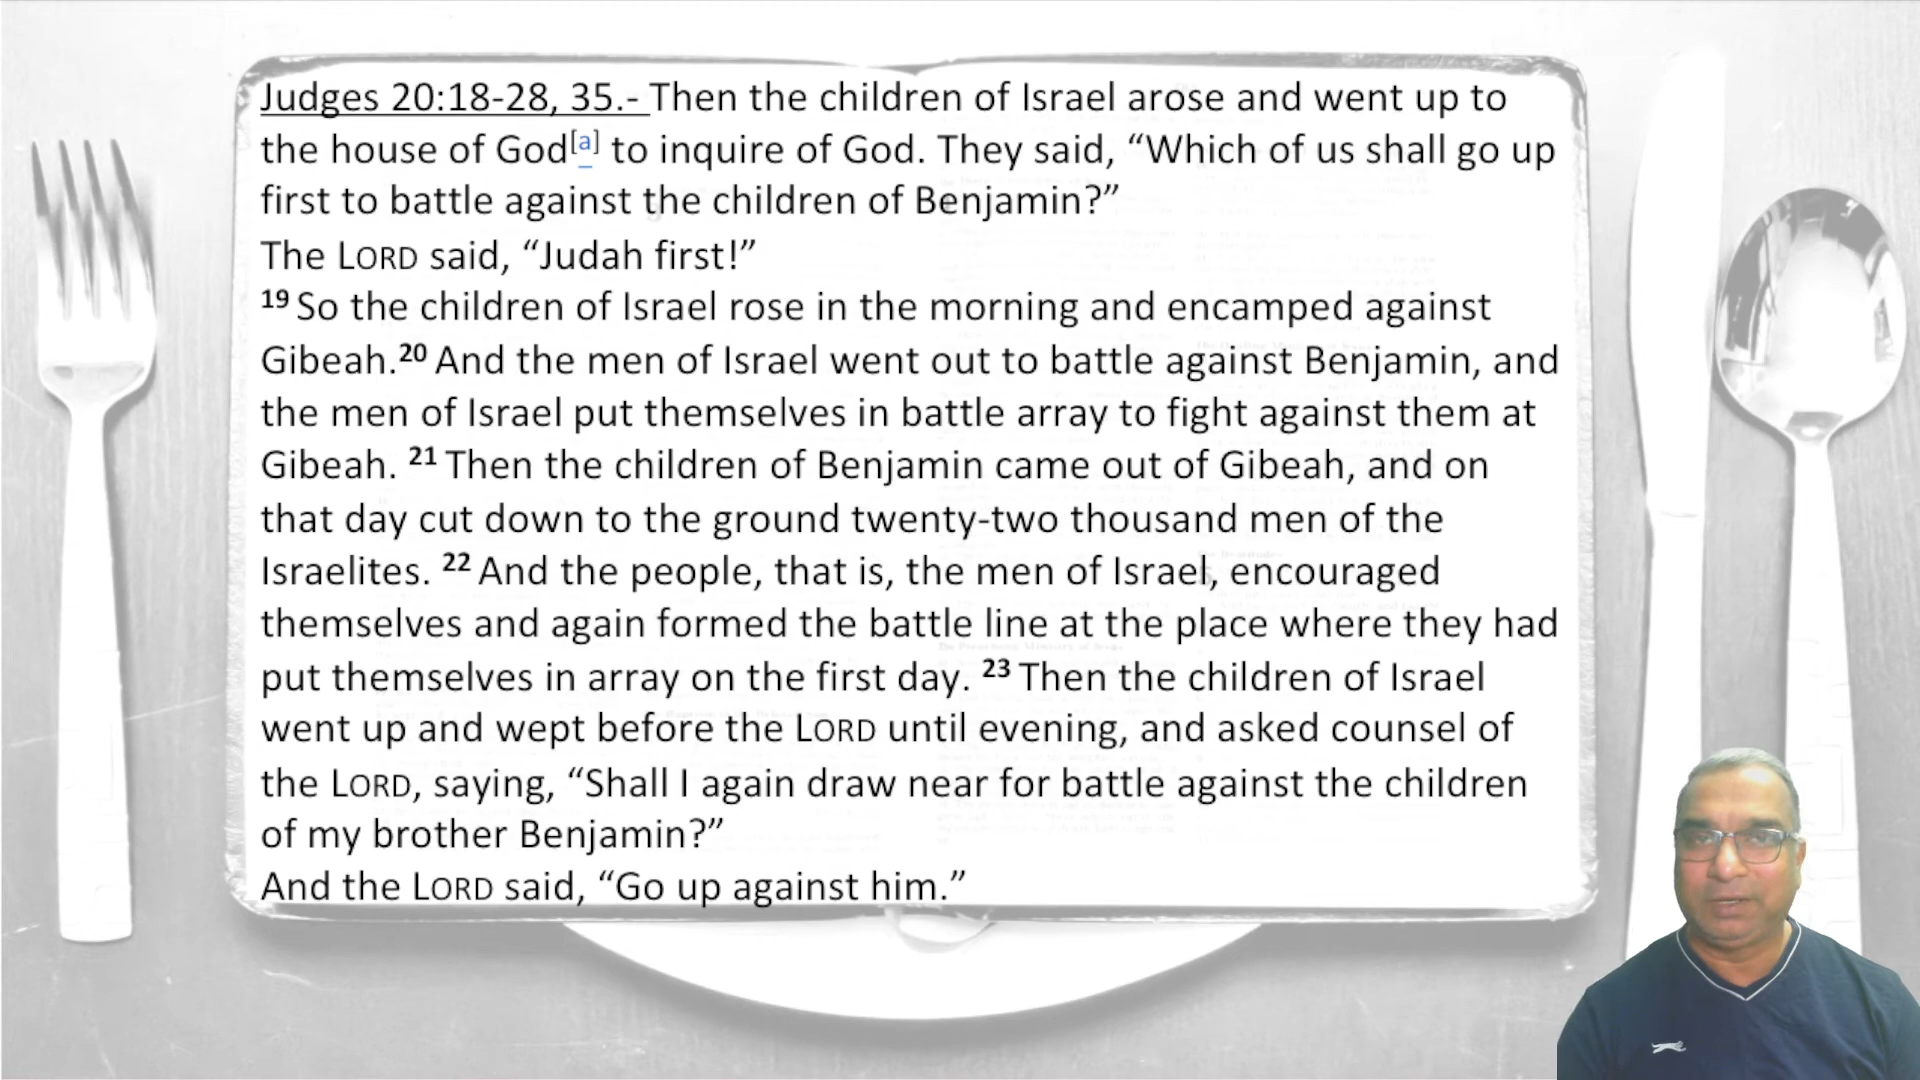 Judges 20:18-28, 35.- Then the children of Israel arose and went up to
the house of God[a] to inquire of God. They said, “Which of us shall go up
first to battle against the children of Benjamin?”
The LORD said, “Judah first!”
19 So the children of Israel rose in the morning and encamped against
Gibeah.20 And the men of Israel went out to battle against Benjamin, and
the men of Israel put themselves in battle array to fight against them at
Gibeah. 21 Then the children of Benjamin came out of Gibeah, and on
that day cut down to the ground twenty-two thousand men of the
Israelites. 22 And the people, that is, the men of Israel, encouraged
themselves and again formed the battle line at the place where they had
put themselves in array on the first day. 23 Then the children of Israel
went up and wept before the LORD until evening, and asked counsel of
the LORD, saying, “Shall I again draw near for battle against the children
of my brother Benjamin?”
And the LORD said, “Go up against him.”